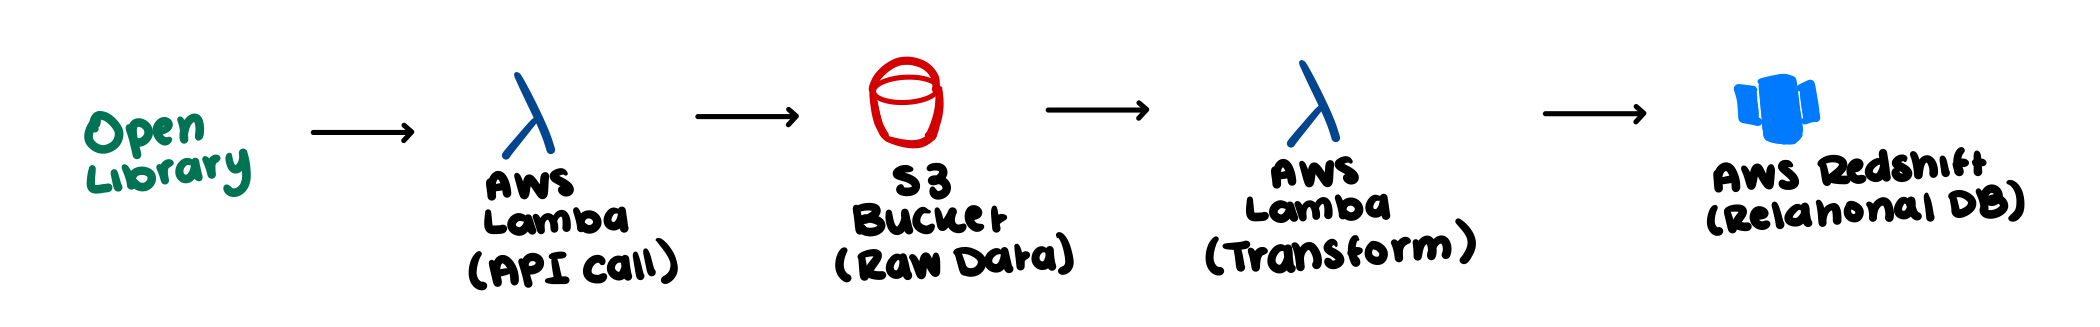 Open
Library
AWS
Lamba
(API call)
S3
Bucket
(Raw Data)
AWS
Lamba
(Transform)
AWS Redshift
(Relational DB)